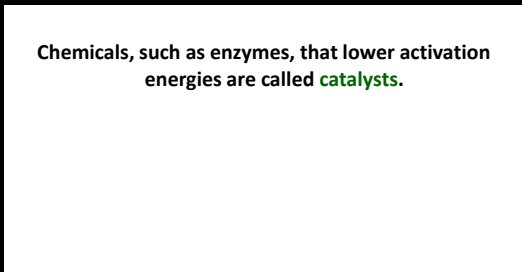 Chemicals, such as enzymes, that lower activation
energies are called catalysts.